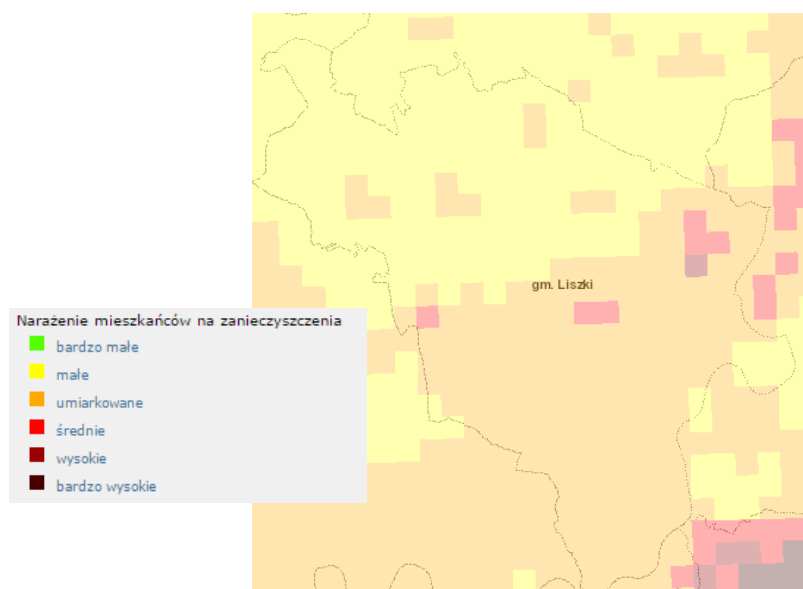 gm. Liszki
Narażenie mieszkańców na zanieczyszczenia
bardzo małe
małe
umiarkowane
średnie
wysokie
bardzo wysokie